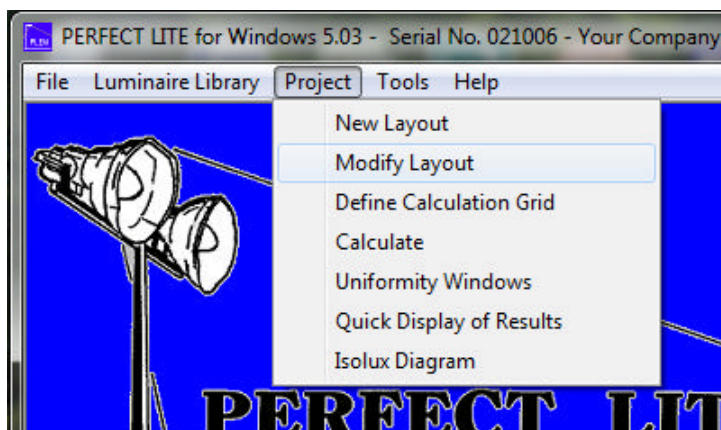 PERFECT LITE for Windows 5.03 - Serial No. 021006 - Your Company
File Luminaire Library Project Tools Help
New Layout
Modify Layout
Define Calculation Grid
Calculate
Uniformity Windows
Quick Display of Results
Isolux Diagram
PERFECT LIT